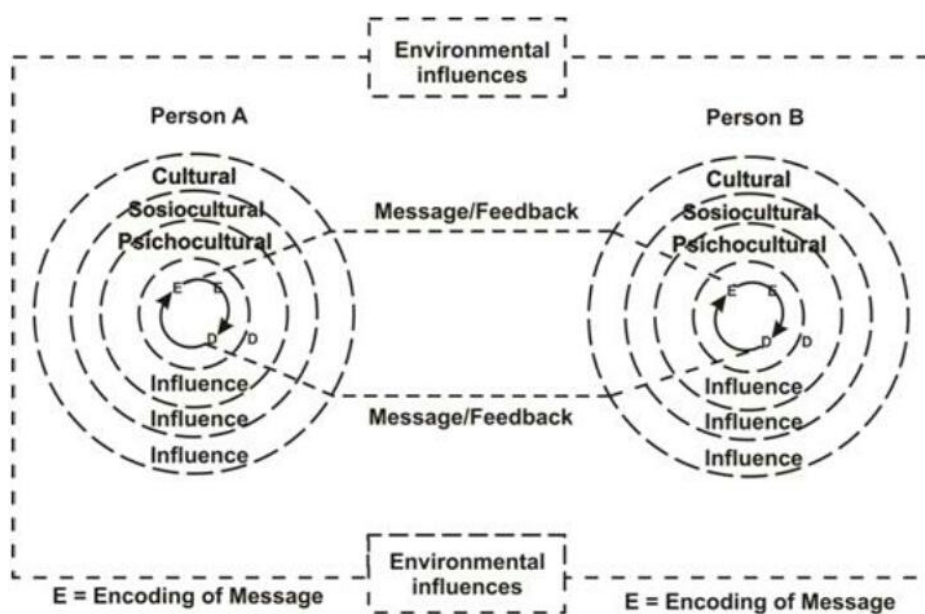 Environmental
influences
Person A
Person B
Cultural
Sosiocultural
Psichocultural
E E
D D
Influence
Influence
Influence
Message/Feedback
Message/Feedback
Cultural
Sosiocultural
Psichocultural
E E
D D
Influence
Influence
Influence
Environmental
influences
E = Encoding of Message
E = Encoding of Message